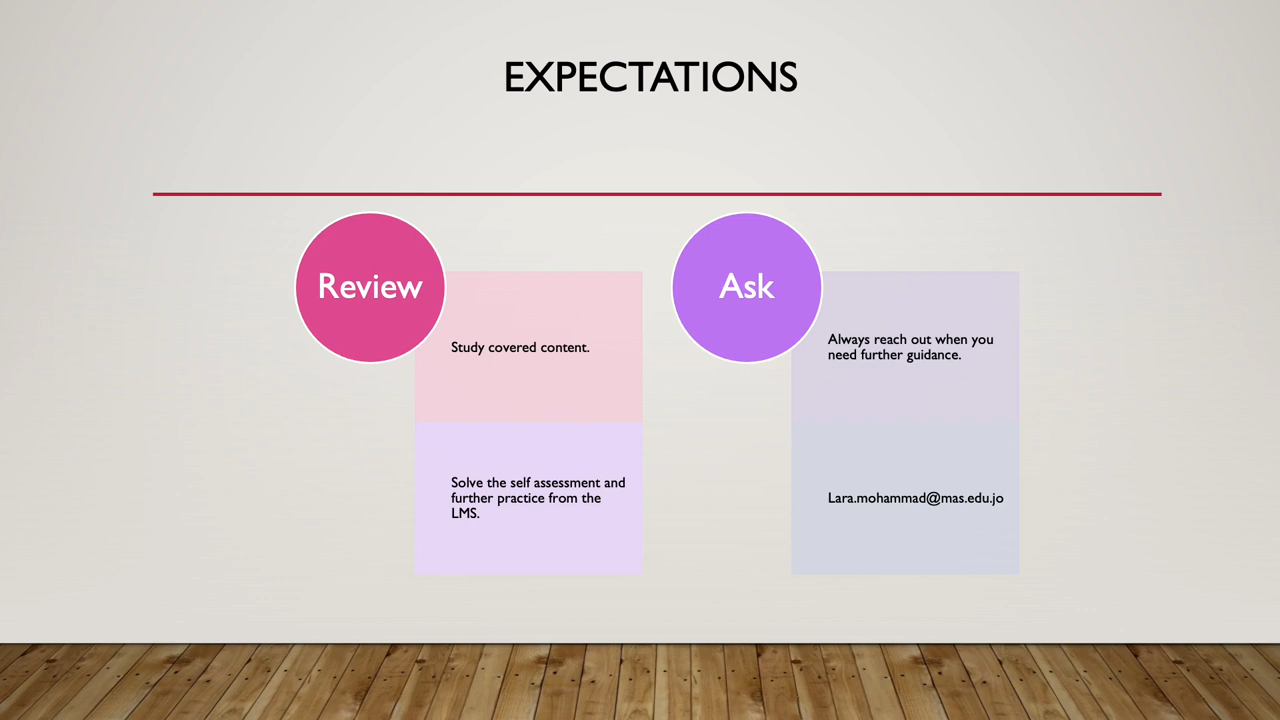 EXPECTATIONS
Review
Study covered content.
Solve the self assessment and
further practice from the
LMS.
Ask
Always reach out when you
need further guidance.
Lara.mohammad@mas.edu.jo